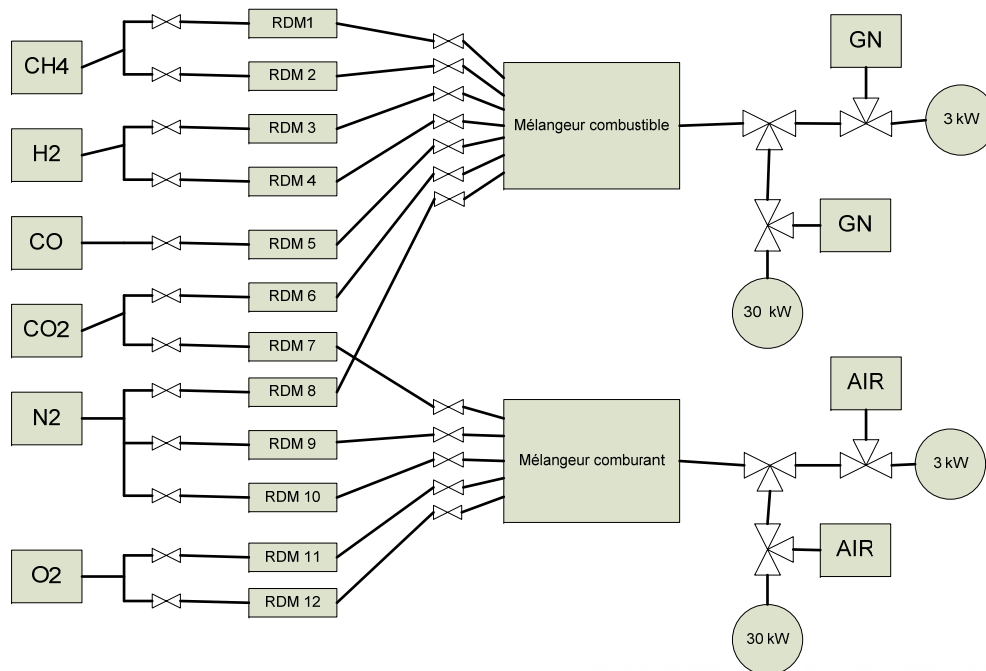 CH4
H2
CO
CO2
N2
O2
RDM1
RDM 2
RDM 3
RDM 4
RDM 5
RDM 6
RDM 7
RDM 8
RDM 9
RDM 10
RDM 11
RDM 12
Mélangeur combustible
GN
3 kW
GN
30 kW
Mélangeur comburant
AIR
3 kW
AIR
30 kW